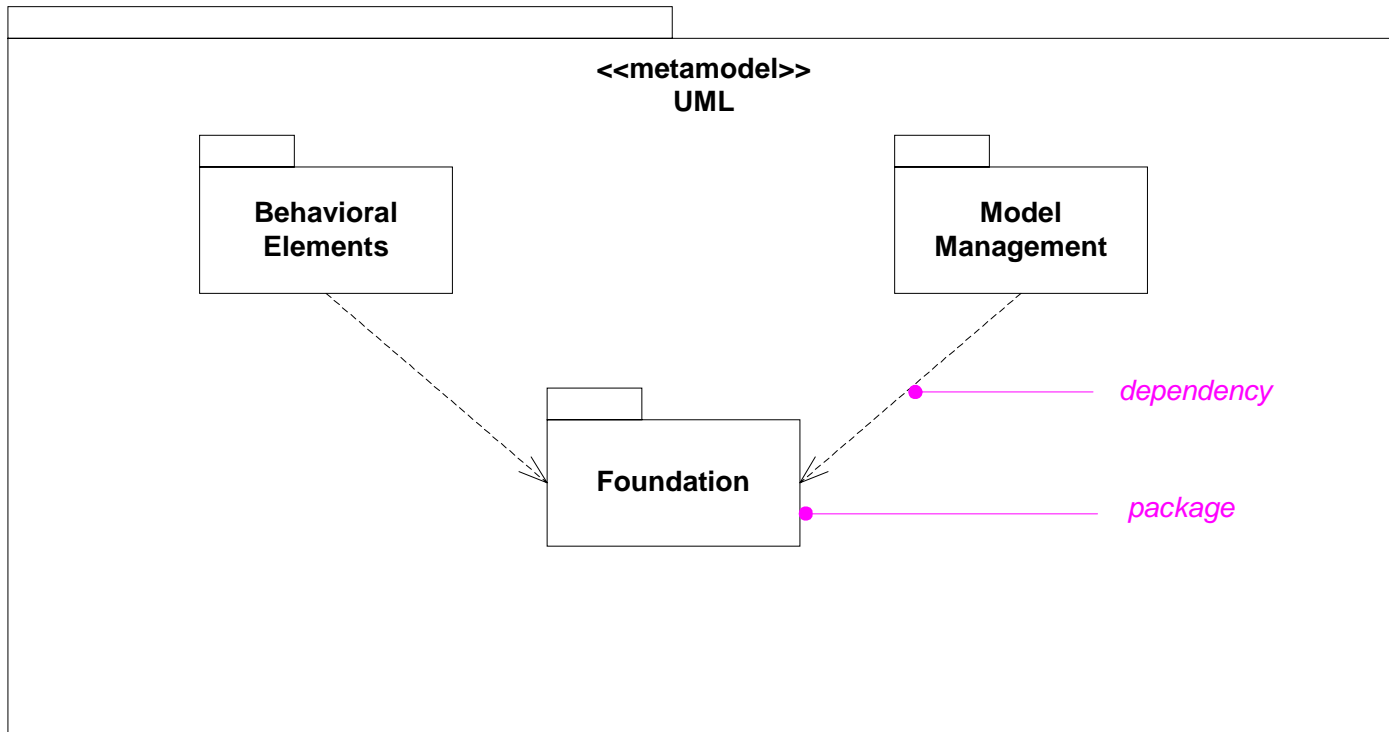 <<metamodel>>
UML
Behavioral
Elements
Model
Management
dependency
Foundation
package